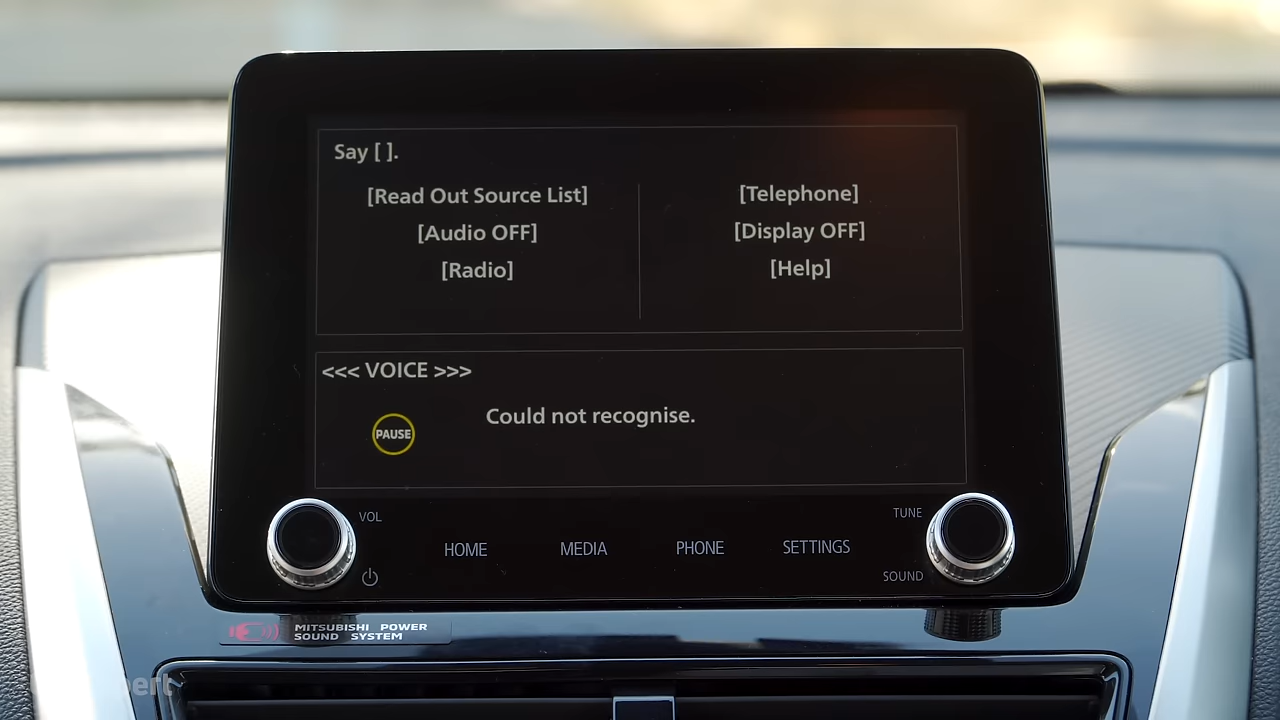 Say [ ].
[Read Out Source List]
[Audio OFF]
[Radio]
[Telephone]
[Display OFF]
[Help]
<<< VOICE >>>
PAUSE
Could not recognise.
VOL
TUNE
HOME
MEDIA
PHONE
SETTINGS
SOUND
MITSUBISHI POWER
SOUND SYSTEM